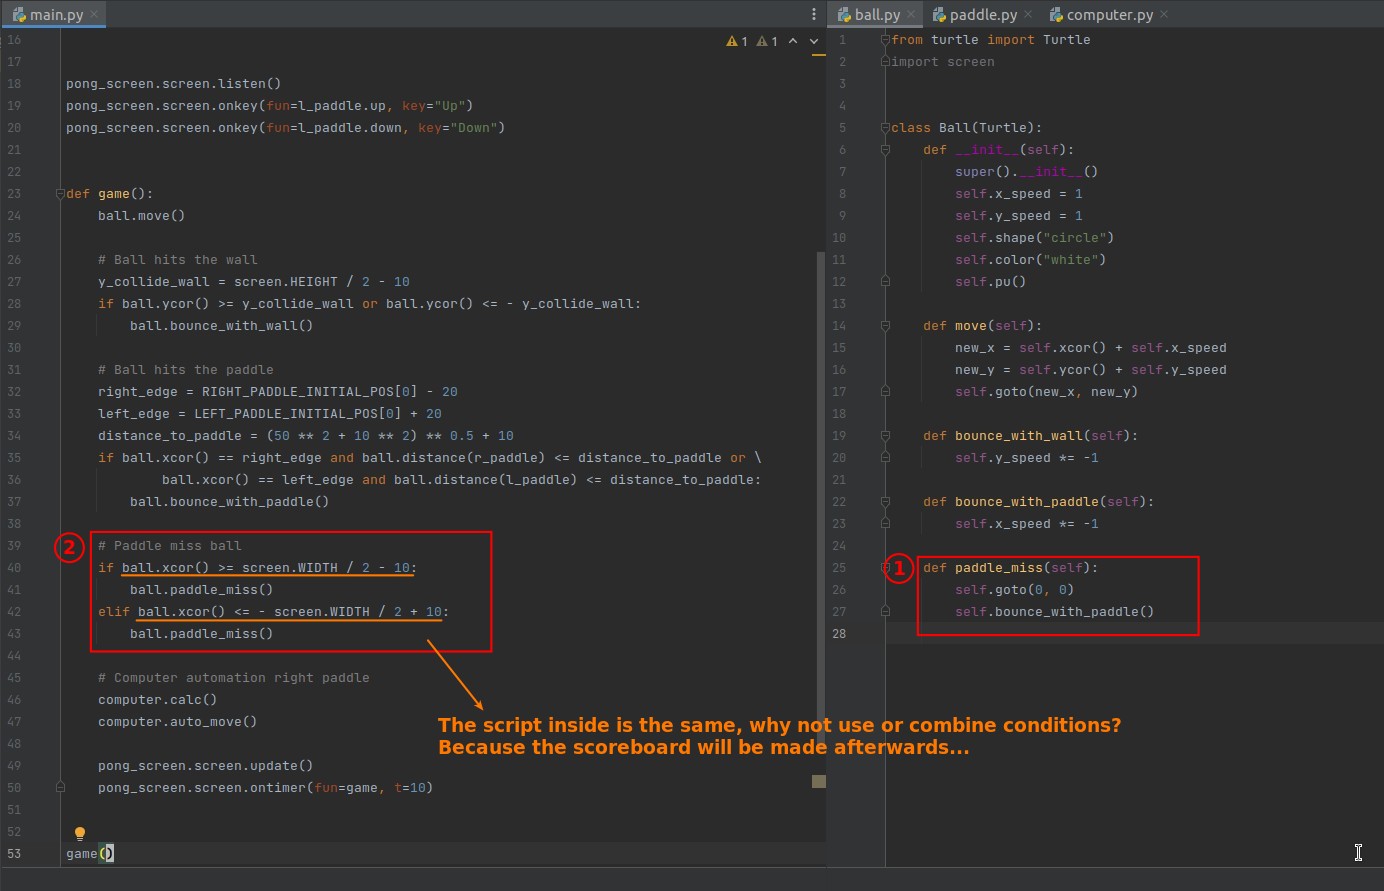 main.py
16
17
18 pong_screen.screen.listen()
19 pong_screen.screen.onkey(fun=l_paddle.up, key="Up")
20 pong_screen.screen.onkey(fun=l_paddle.down, key="Down")
21
22
23 def game():
24 ball.move()
25
26 # Ball hits the wall
27 y_collide_wall = screen.HEIGHT / 2 - 10
28 if ball.ycor() >= y_collide_wall or ball.ycor() <= - y_collide_wall:
29 ball.bounce_with_wall()
30
31 # Ball hits the paddle
32 right_edge = RIGHT_PADDLE_INITIAL_POS[0] - 20
33 left_edge = LEFT_PADDLE_INITIAL_POS[0] + 20
34 distance_to_paddle = (50 ** 2 + 10 ** 2) ** 0.5 + 10
35 if ball.xcor() == right_edge and ball.distance(r_paddle) <= distance_to_paddle or \
36 ball.xcor() == left_edge and ball.distance(l_paddle) <= distance_to_paddle:
37 ball.bounce_with_paddle()
38
2
39 # Paddle miss ball
40 if ball.xcor() >= screen.WIDTH / 2 - 10:
41 ball.paddle_miss()
42 elif ball.xcor() <= - screen.WIDTH / 2 + 10:
43 ball.paddle_miss()
44
45 # Computer automation right paddle
46 computer.calc()
47 computer.auto_move()
48
49 pong_screen.screen.update()
50 pong_screen.screen.ontimer(fun=game, t=10)
51
52
53 game()
1 1
The script inside is the same, why not use or combine conditions?
Because the scoreboard will be made afterwards...
ball.py paddle.py computer.py
1 from turtle import Turtle
2 import screen
3
4
5 class Ball(Turtle):
6 def __init__(self):
7 super().__init__()
8 self.x_speed = 1
9 self.y_speed = 1
10 self.shape("circle")
11 self.color("white")
12 self.pu()
13
14 def move(self):
15 new_x = self.xcor() + self.x_speed
16 new_y = self.ycor() + self.y_speed
17 self.goto(new_x, new_y)
18
19 def bounce_with_wall(self):
20 self.y_speed *= -1
21
22 def bounce_with_paddle(self):
23 self.x_speed *= -1
24
1
25 def paddle_miss(self):
26 self.goto(0, 0)
27 self.bounce_with_paddle()
28